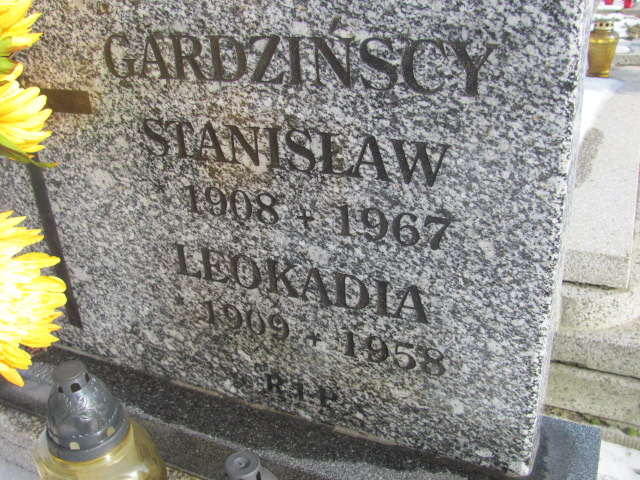 GARDZIŃSCY
STANISŁAW
* 1908 + 1967
LEOKADIA
* 1909 + 1958
R.I.P.